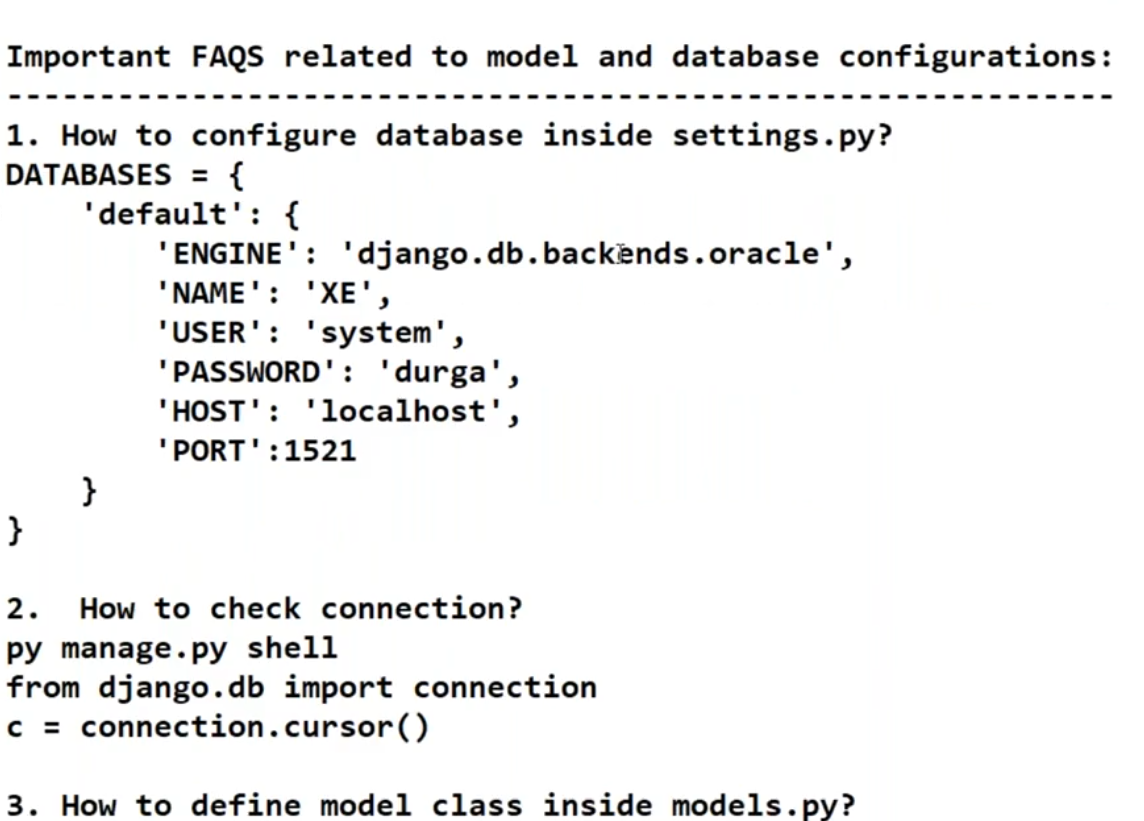 Important FAQS related to model and database configurations:
------------------------------------------------------------
1. How to configure database inside settings.py?
DATABASES = {
    'default': {
        'ENGINE': 'django.db.backends.oracle',
        'NAME': 'XE',
        'USER': 'system',
        'PASSWORD': 'durga',
        'HOST': 'localhost',
        'PORT':1521
    }
}
2.  How to check connection?
py manage.py shell
from django.db import connection
c = connection.cursor()
3. How to define model class inside models.py?